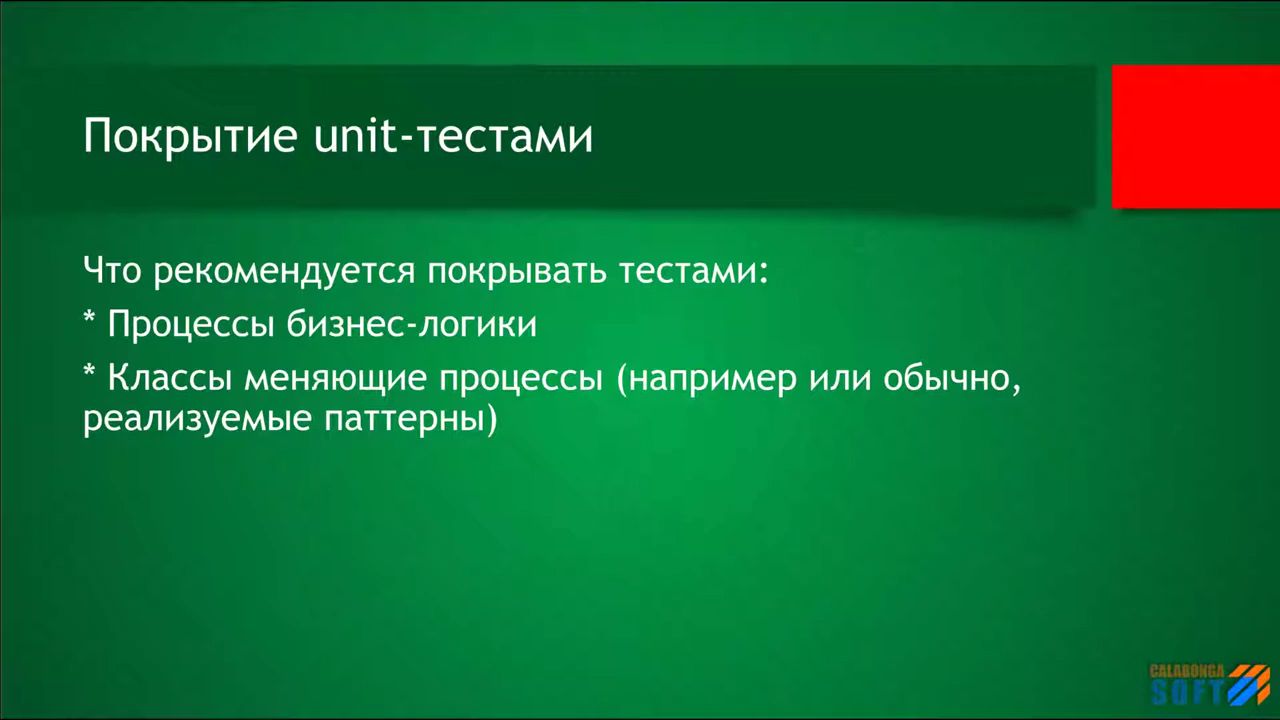 Покрытие unit-тестами
Что рекомендуется покрывать тестами:
* Процессы бизнес-логики
* Классы меняющие процессы (например или обычно,
реализуемые паттерны)
CALABONGA
SOFT